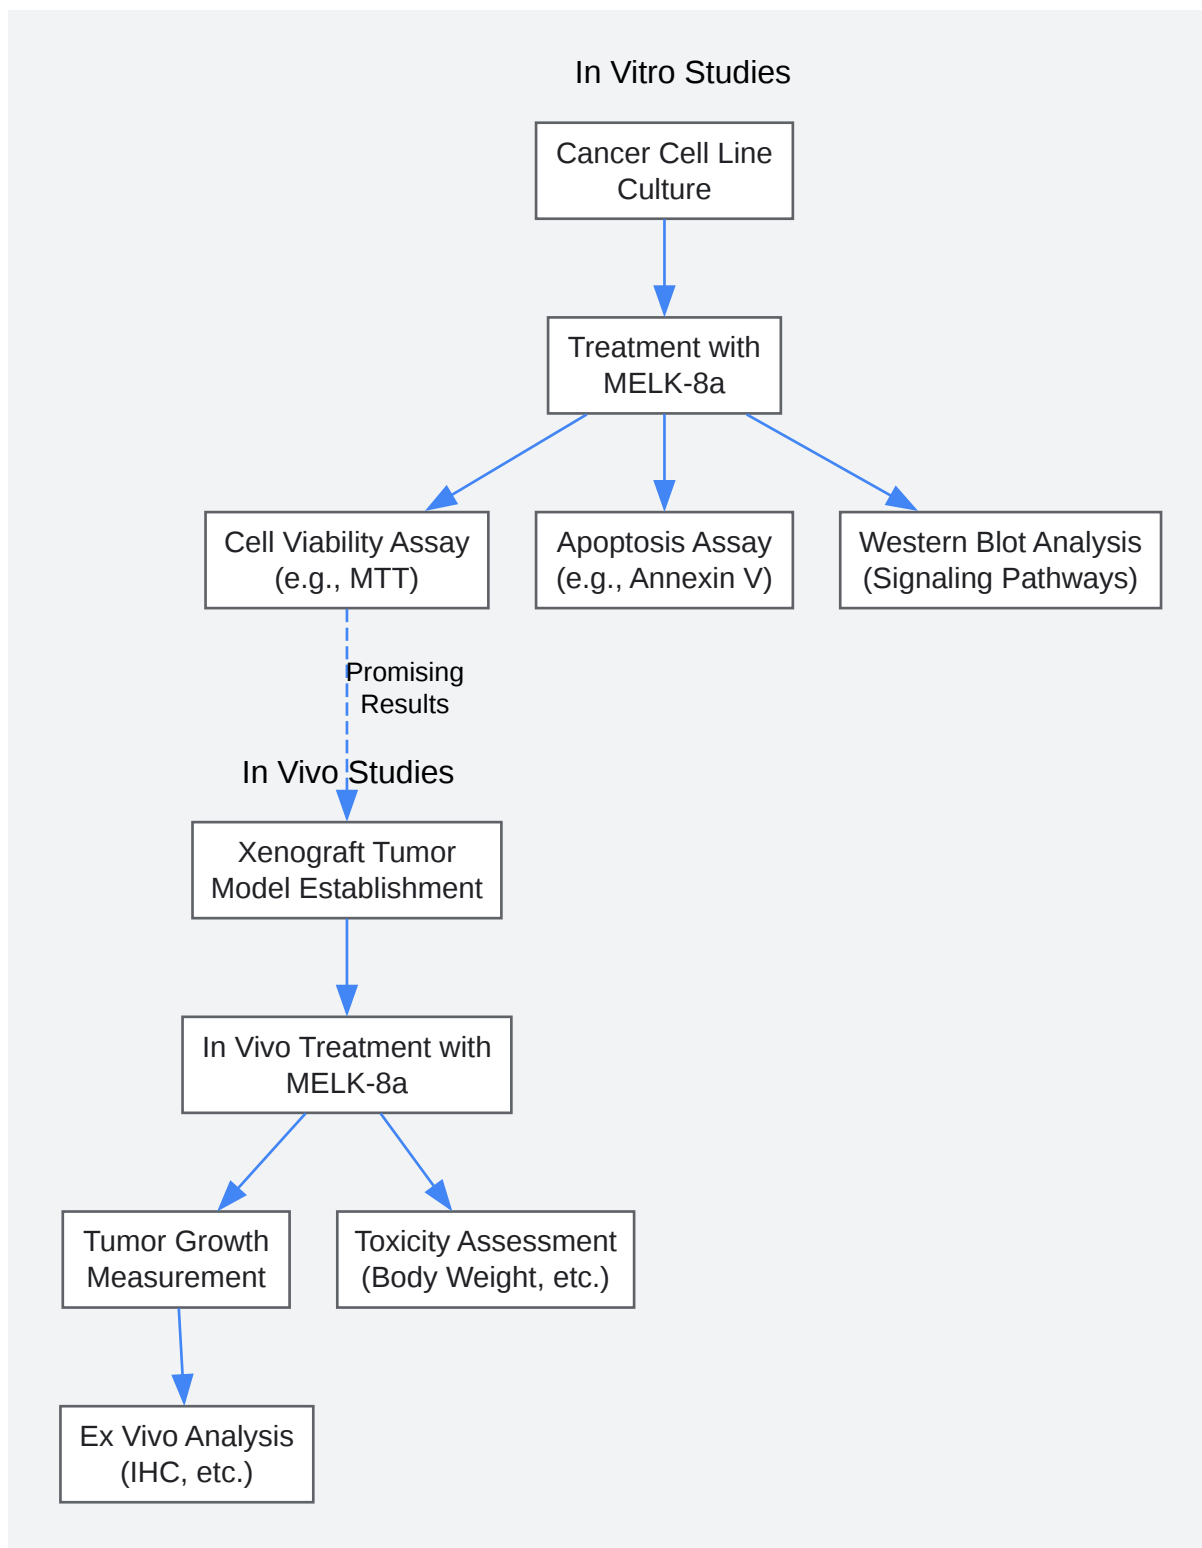 In Vitro Studies
Cancer Cell Line
Culture
Treatment with
MELK-8a
Cell Viability Assay
(e.g., MTT)
Apoptosis Assay
(e.g., Annexin V)
Western Blot Analysis
(Signaling Pathways)
Promising
Results
In Vivo Studies
Xenograft Tumor
Model Establishment
In Vivo Treatment with
MELK-8a
Tumor Growth
Measurement
Toxicity Assessment
(Body Weight, etc.)
Ex Vivo Analysis
(IHC, etc.)